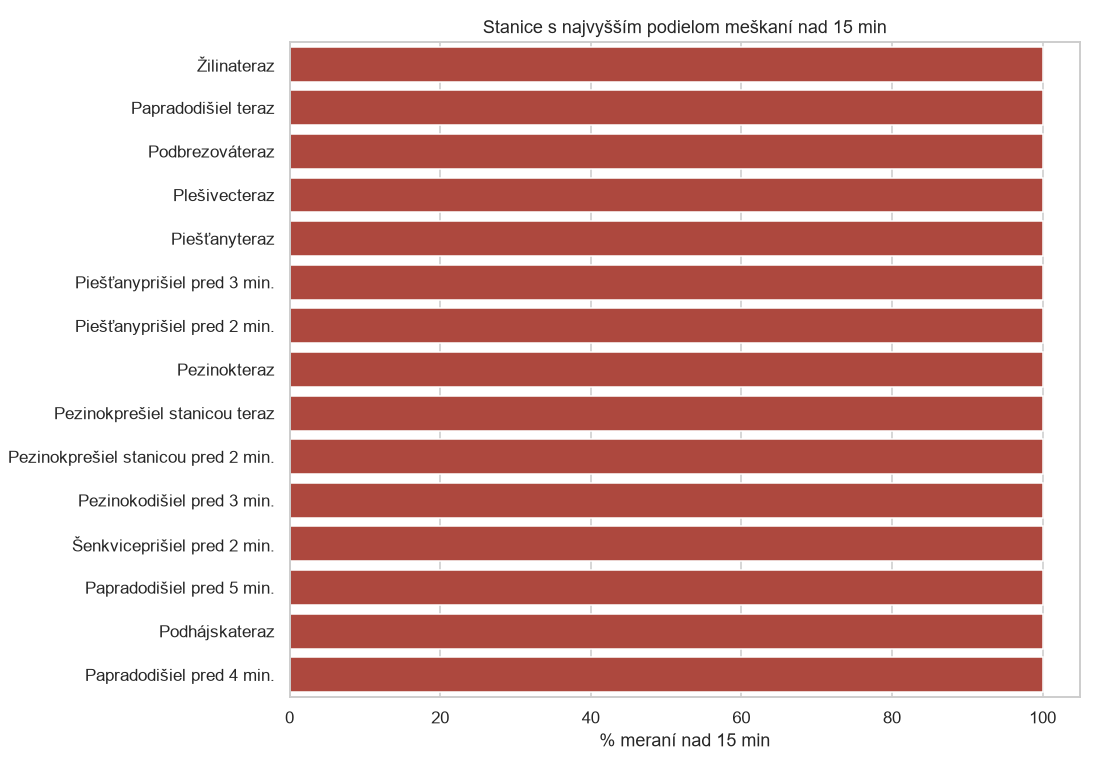 Stanice s najvyšším podielom meškaní nad 15 min
Žilinateraz
Papradodišiel teraz
Podbrezováteraz
Plešivecteraz
Piešťanyteraz
Piešťanyprišiel pred 3 min.
Piešťanyprišiel pred 2 min.
Pezinokteraz
Pezinokprešiel stanicou teraz
Pezinokprešiel stanicou pred 2 min.
Pezinokodišiel pred 3 min.
Šenkviceprišiel pred 2 min.
Papradodišiel pred 5 min.
Podhájskateraz
Papradodišiel pred 4 min.
0 20 40 60 80 100
% meraní nad 15 min